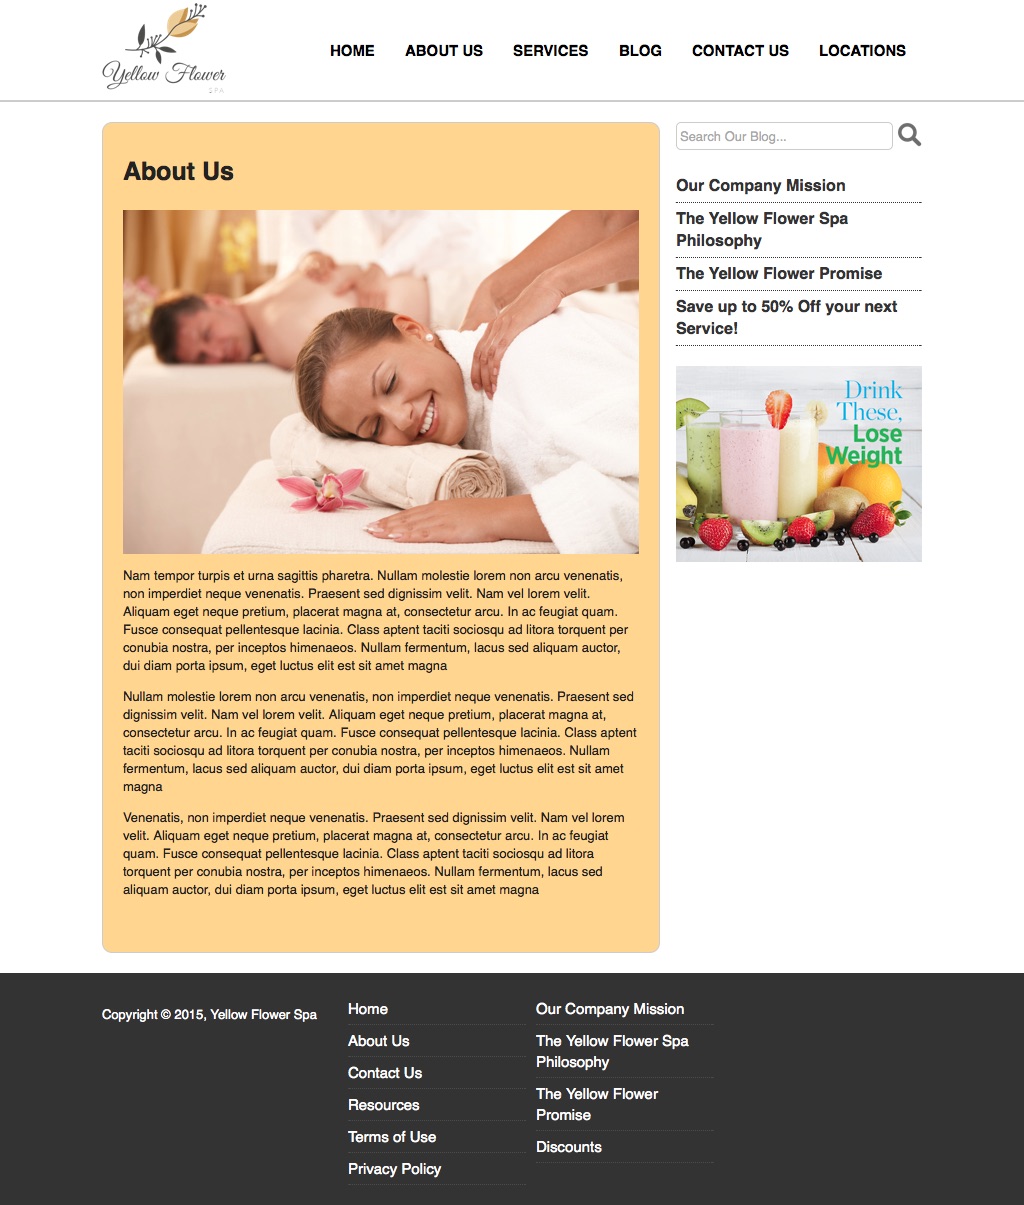 Yellow Flower
SPA
HOME ABOUT US SERVICES BLOG CONTACT US LOCATIONS
About Us
Nam tempor turpis et urna sagittis pharetra. Nullam molestie lorem non arcu venenatis,
non imperdiet neque venenatis. Praesent sed dignissim velit. Nam vel lorem velit.
Aliquam eget neque pretium, placerat magna at, consectetur arcu. In ac feugiat quam.
Fusce consequat pellentesque lacinia. Class aptent taciti sociosqu ad litora torquent per
conubia nostra, per inceptos himenaeos. Nullam fermentum, lacus sed aliquam auctor,
dui diam porta ipsum, eget luctus elit est sit amet magna
Nullam molestie lorem non arcu venenatis, non imperdiet neque venenatis. Praesent sed
dignissim velit. Nam vel lorem velit. Aliquam eget neque pretium, placerat magna at,
consectetur arcu. In ac feugiat quam. Fusce consequat pellentesque lacinia. Class aptent
taciti sociosqu ad litora torquent per conubia nostra, per inceptos himenaeos. Nullam
fermentum, lacus sed aliquam auctor, dui diam porta ipsum, eget luctus elit est sit amet
magna
Venenatis, non imperdiet neque venenatis. Praesent sed dignissim velit. Nam vel lorem
velit. Aliquam eget neque pretium, placerat magna at, consectetur arcu. In ac feugiat
quam. Fusce consequat pellentesque lacinia. Class aptent taciti sociosqu ad litora
torquent per conubia nostra, per inceptos himenaeos. Nullam fermentum, lacus sed
aliquam auctor, dui diam porta ipsum, eget luctus elit est sit amet magna
Search Our Blog...
Our Company Mission
The Yellow Flower Spa
Philosophy
The Yellow Flower Promise
Save up to 50% Off your next
Service!
Drink
These,
Lose
Weight
Copyright © 2015, Yellow Flower Spa
Home
About Us
Contact Us
Resources
Terms of Use
Privacy Policy
Our Company Mission
The Yellow Flower Spa
Philosophy
The Yellow Flower
Promise
Discounts